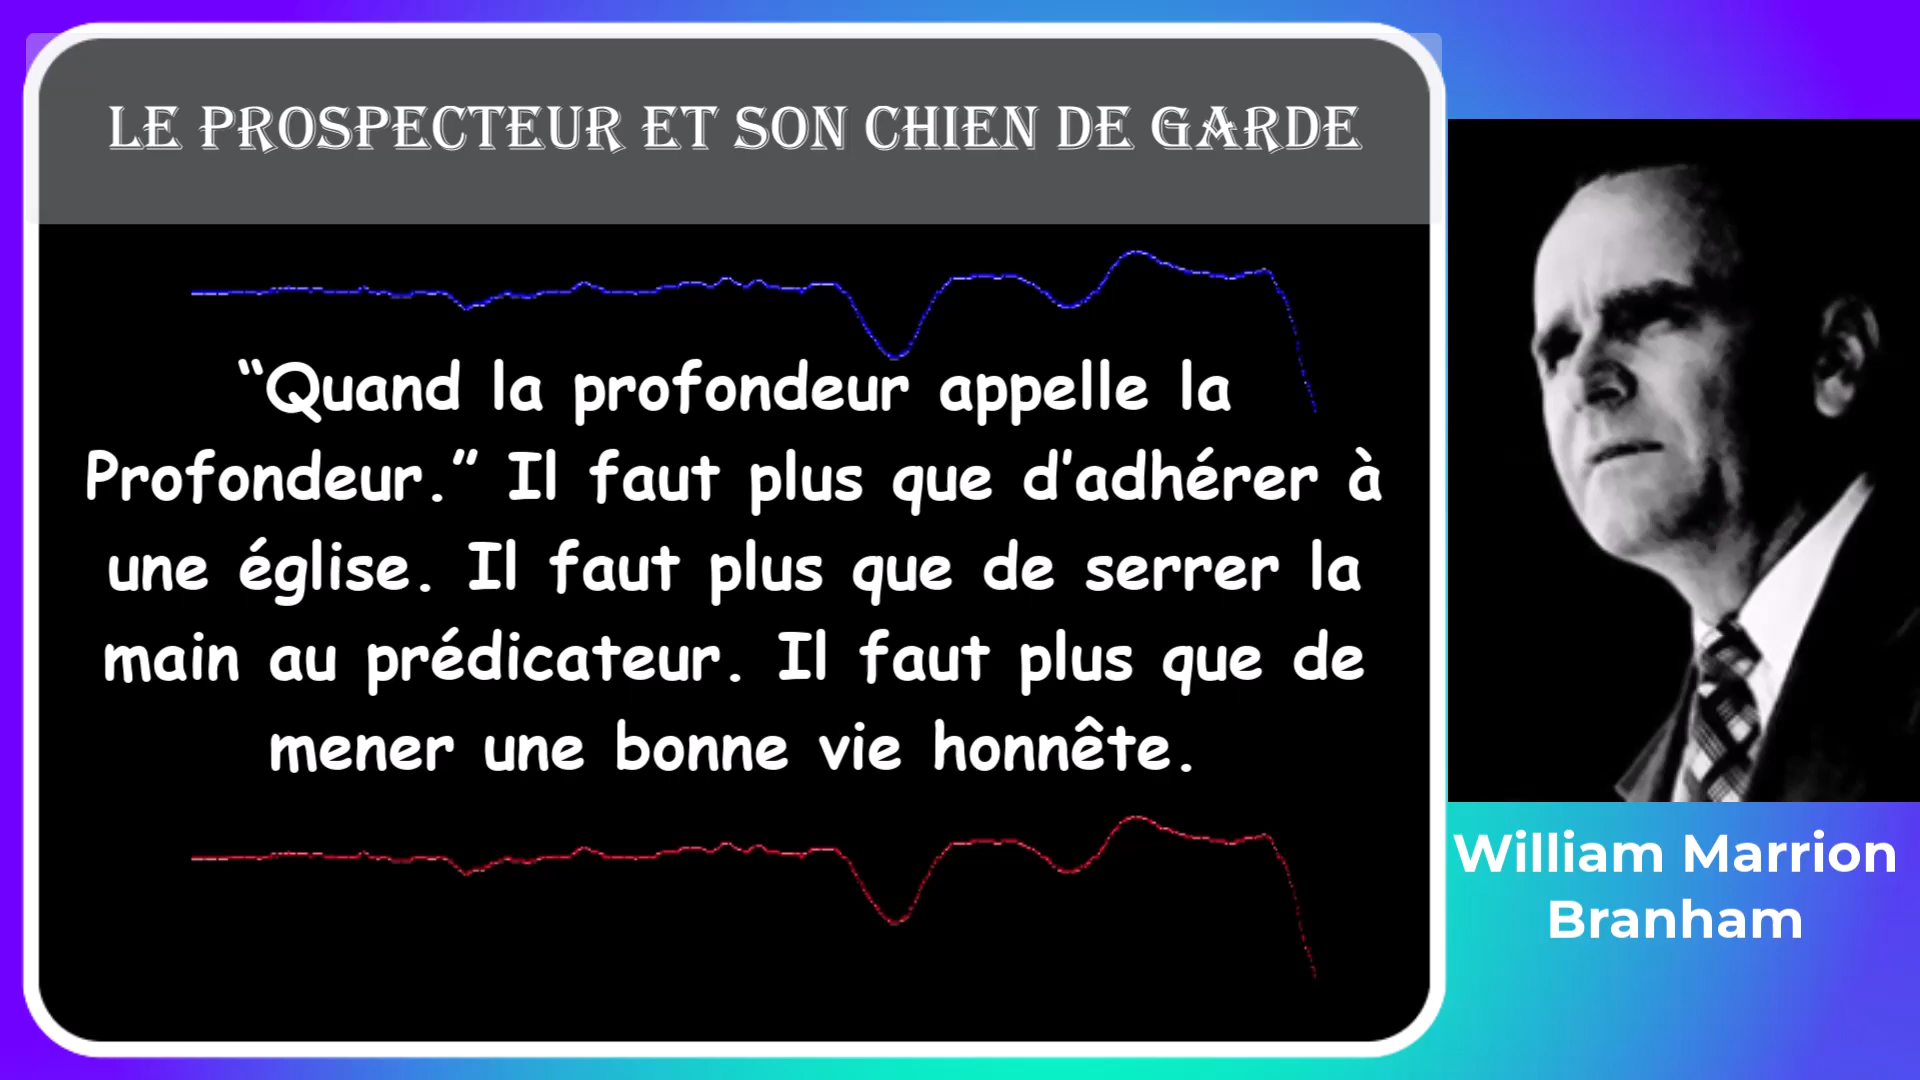 LE PROSPECTEUR ET SON CHIEN DE GARDE
“Quand la profondeur appelle la
Profondeur.” Il faut plus que d’adhérer à
une église. Il faut plus que de serrer la
main au prédicateur. Il faut plus que de
mener une bonne vie honnête.
William Marrion
Branham